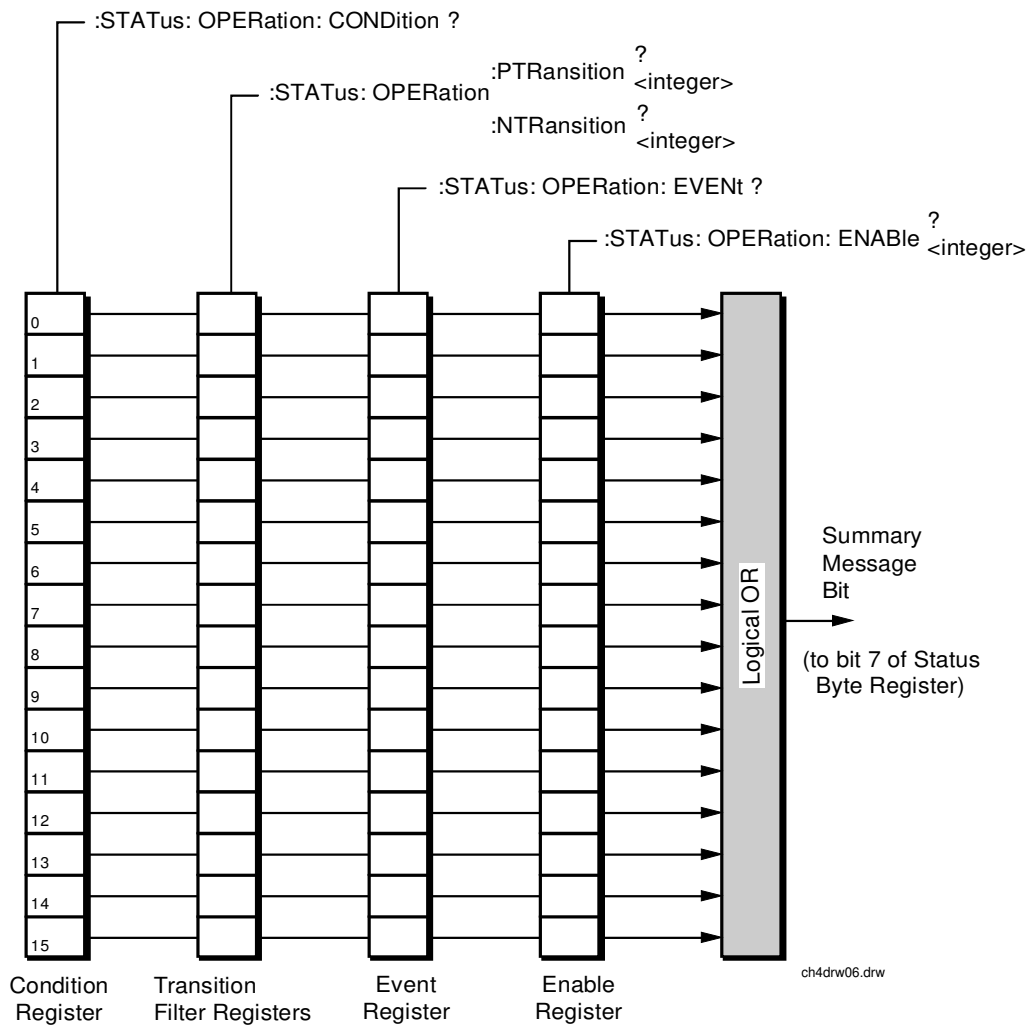 :STATus: OPERation: CONDition ?
?
:PTRansition
<integer>
:STATus: OPERation
?
:NTRansition
<integer>
:STATus: OPERation: EVENt ?
?
:STATus: OPERation: ENABle
<integer>
0
1
2
3
4
5
6
7
8
9
10
11
12
13
14
15
Logical OR
Summary
Message
Bit
(to bit 7 of Status
Byte Register)
ch4drw06.drw
Condition
Register
Transition
Filter Registers
Event
Register
Enable
Register